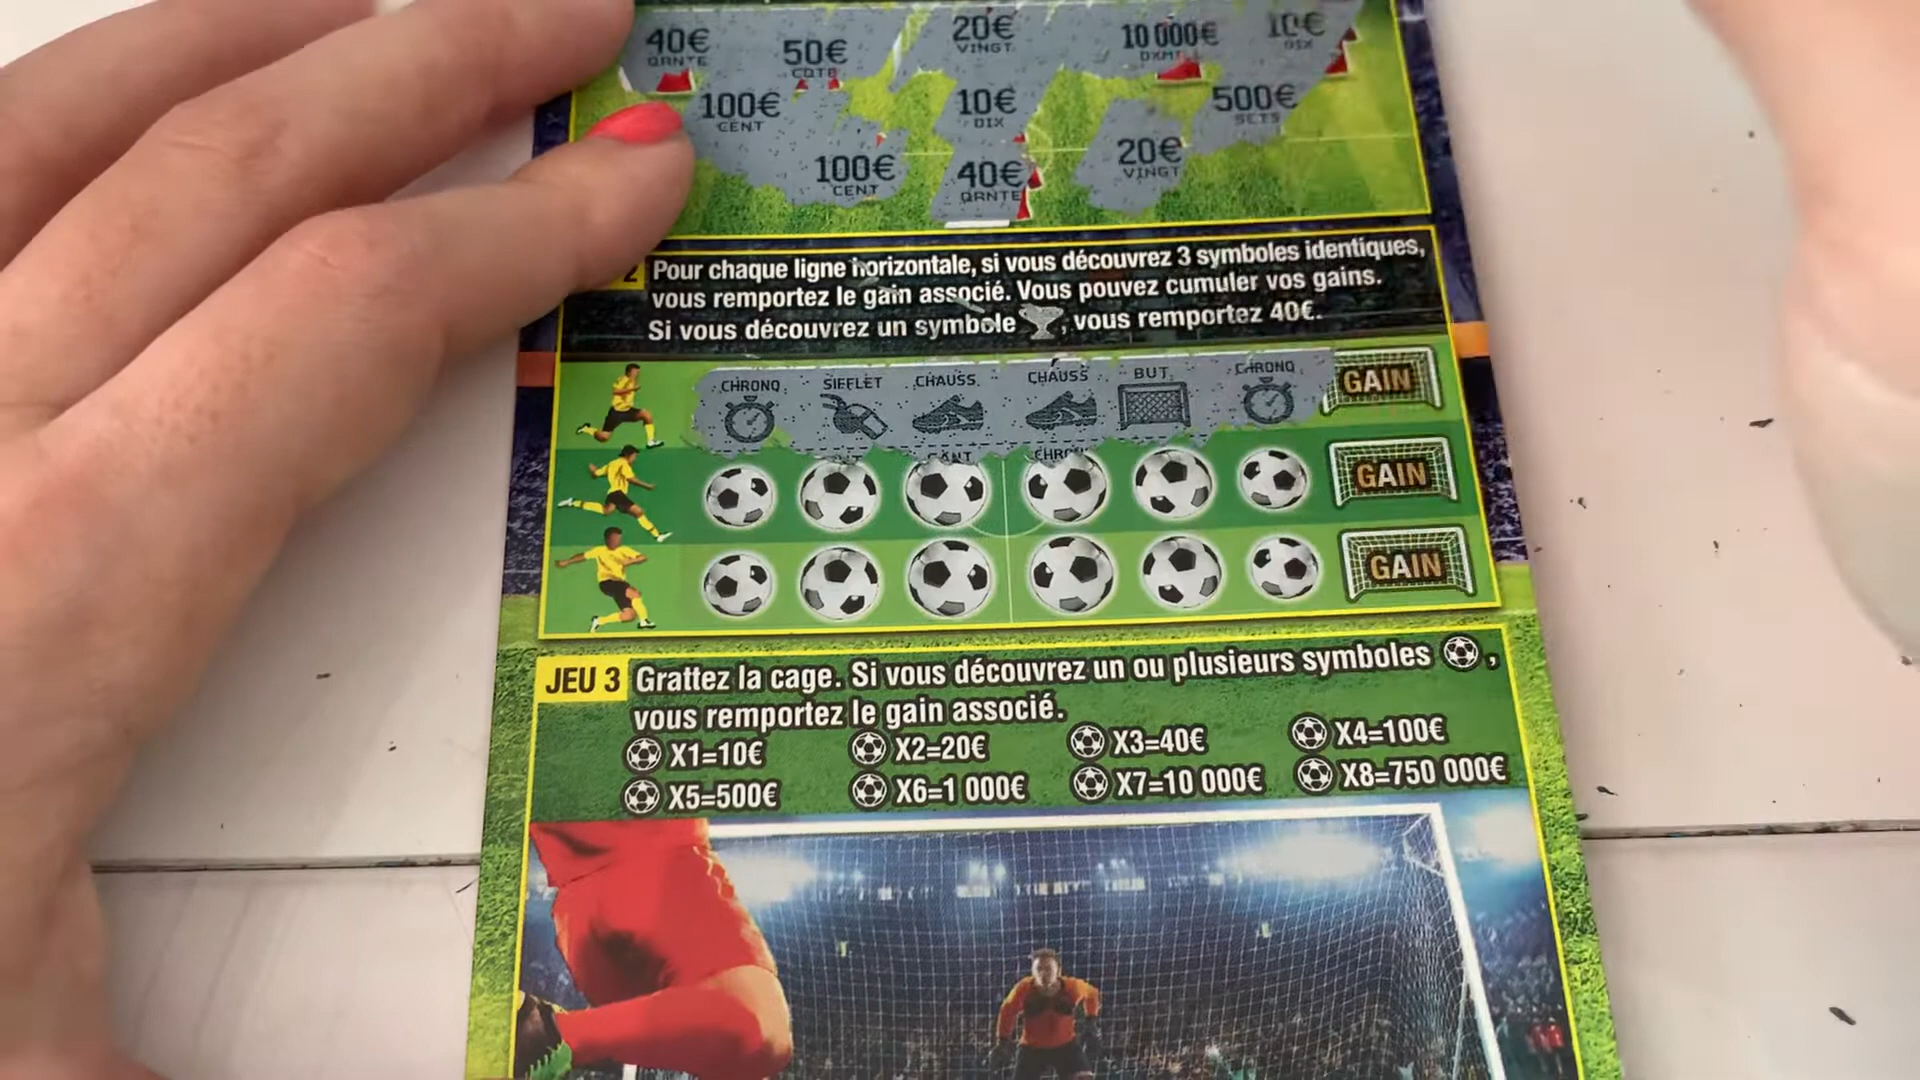 40€ 50€ 20€ 10 000€ 10€
QRNTE CQTE VINGT DXMT DIX
100€ 10€ 500€
CENT DIX SETS
100€ 40€ 20€
CENT QRNTE VINGT
2 Pour chaque ligne horizontale, si vous découvrez 3 symboles identiques,
vous remportez le gain associé. Vous pouvez cumuler vos gains.
Si vous découvrez un symbole , vous remportez 40€.
CHRONO SIFFLET CHAUSS CHAUSS BUT CHRONO GAIN
GAIN
GAIN
JEU 3 Grattez la cage. Si vous découvrez un ou plusieurs symboles ,
vous remportez le gain associé.
X1=10€ X2=20€ X3=40€ X4=100€
X5=500€ X6=1 000€ X7=10 000€ X8=750 000€